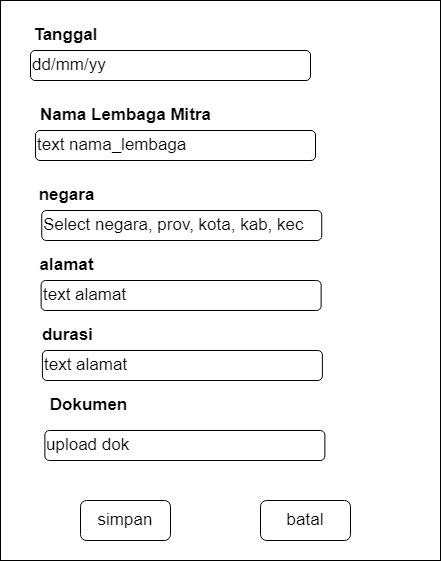 Tanggal
dd/mm/yy
Nama Lembaga Mitra
text nama_lembaga
negara
Select negara, prov, kota, kab, kec
alamat
text alamat
durasi
text alamat
Dokumen
upload dok
simpan batal